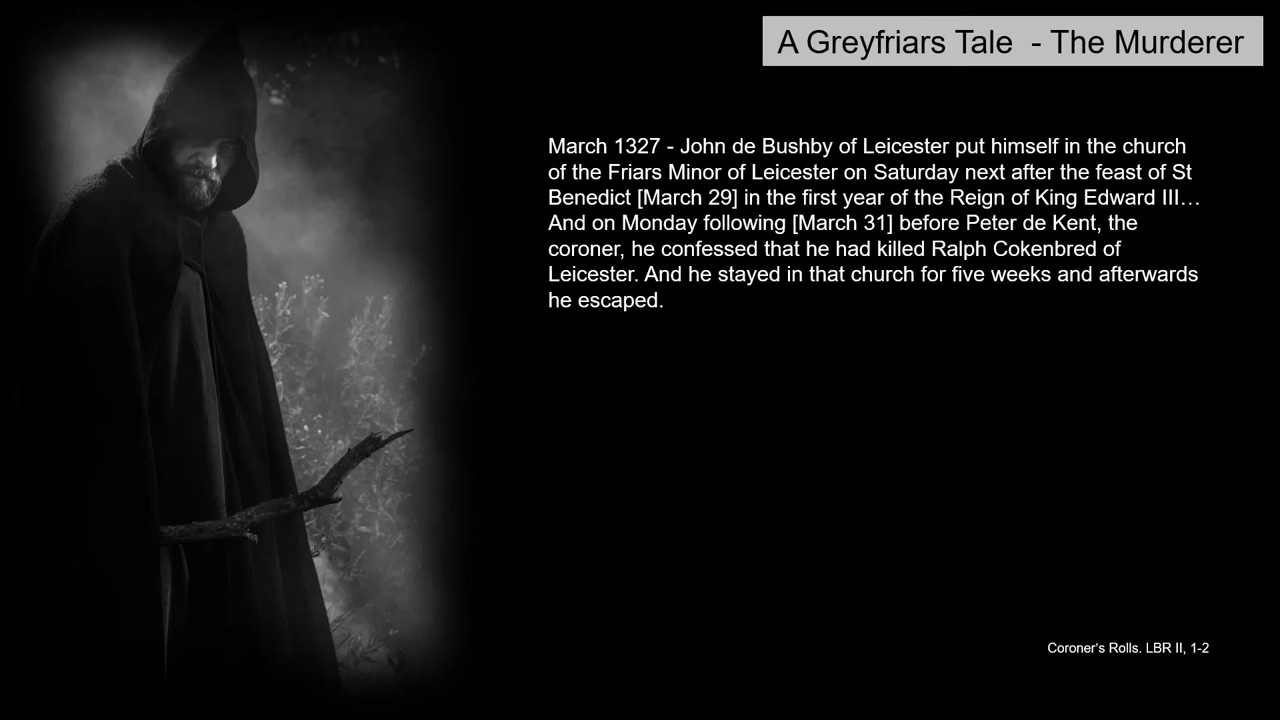 A Greyfriars Tale - The Murderer
March 1327 - John de Bushby of Leicester put himself in the church
of the Friars Minor of Leicester on Saturday next after the feast of St
Benedict [March 29] in the first year of the Reign of King Edward III…
And on Monday following [March 31] before Peter de Kent, the
coroner, he confessed that he had killed Ralph Cokenbred of
Leicester. And he stayed in that church for five weeks and afterwards
he escaped.
Coroner's Rolls. LBR II, 1-2